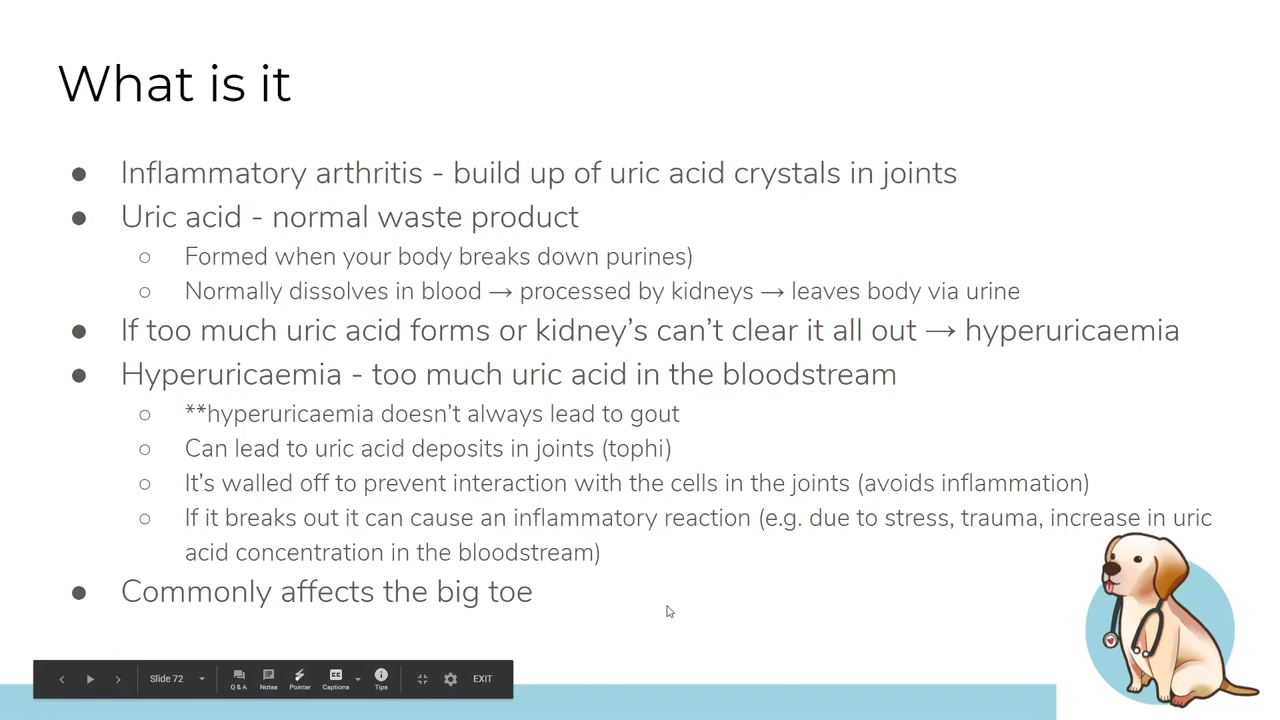 What is it
● Inflammatory arthritis - build up of uric acid crystals in joints
● Uric acid - normal waste product
○ Formed when your body breaks down purines)
○ Normally dissolves in blood → processed by kidneys → leaves body via urine
● If too much uric acid forms or kidney's can't clear it all out → hyperuricaemia
● Hyperuricaemia - too much uric acid in the bloodstream
○ **hyperuricaemia doesn't always lead to gout
○ Can lead to uric acid deposits in joints (tophi)
○ It's walled off to prevent interaction with the cells in the joints (avoids inflammation)
○ If it breaks out it can cause an inflammatory reaction (e.g. due to stress, trauma, increase in uric
acid concentration in the bloodstream)
● Commonly affects the big toe
Slide 72 Q & A Notes Pointer Captions Tips EXIT